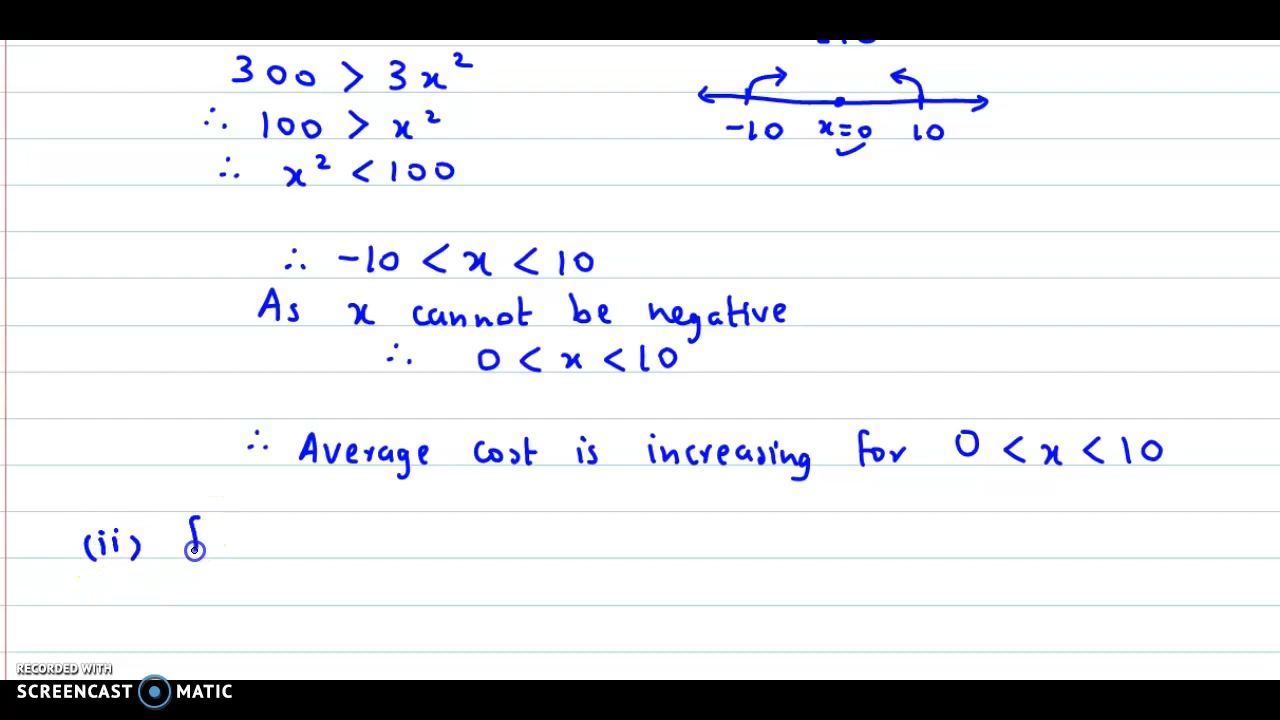 300 > 3x²
∴ 100 > x²
-10 x=0 10
∴ x² < 100
∴ -10 < x < 10
As x cannot be negative
∴ 0 < x < 10
∴ Average cost is increasing for 0 < x < 10
(ii)
RECORDED WITH
SCREENCAST MATIC